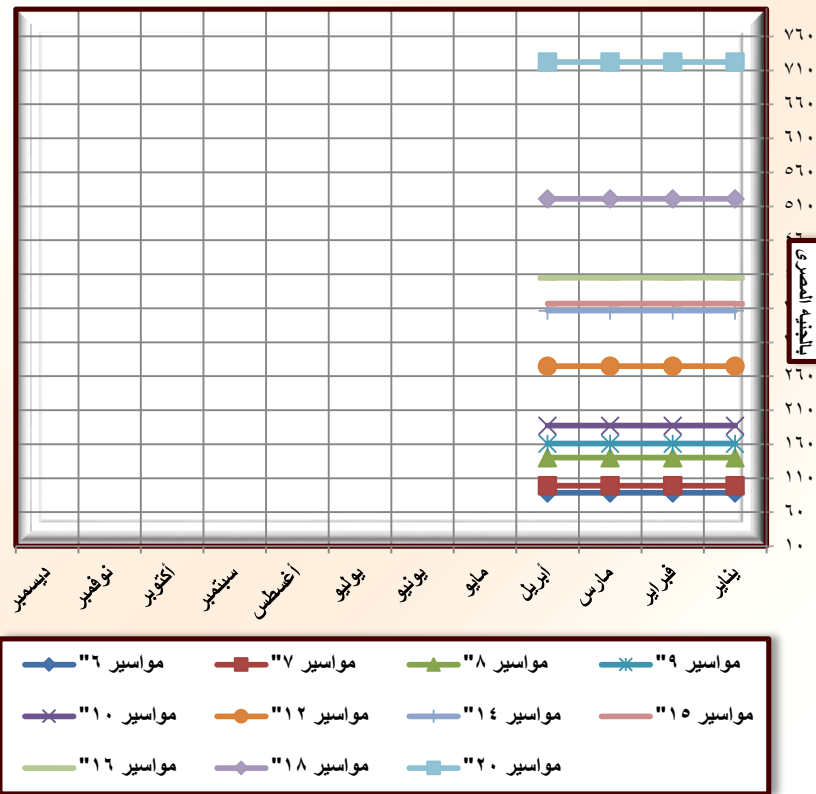 ٧٦٠
٧١٠
٦٦٠
٦١٠
٥٦٠
٥١٠
بالجنيه المصرى
٢٦٠
٢١٠
١٦٠
١١٠
٦٠
١٠
يناير
فبراير
مارس
أبريل
مايو
يونيو
يوليو
أغسطس
سبتمبر
أكتوبر
نوفمبر
ديسمبر
مواسير ٦"
مواسير ٧"
مواسير ٨"
مواسير ٩"
مواسير ١٠"
مواسير ١٢"
مواسير ١٤"
مواسير ١٥"
مواسير ١٦"
مواسير ١٨"
مواسير ٢٠"